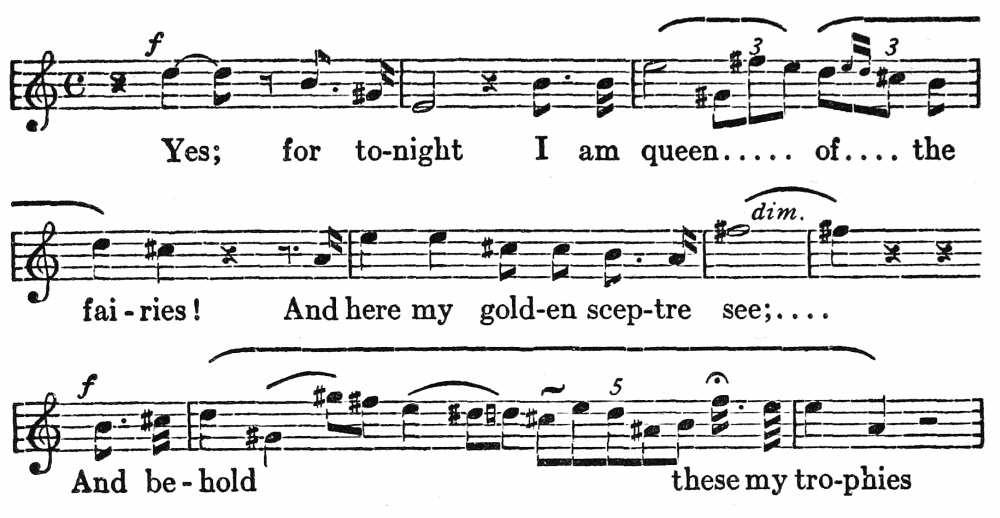 f
3
3
Yes; for to-night I am queen..... of.... the
dim.
fai-ries! And here my gold-en scep-tre see;....
f
5
And be-hold these my tro-phies